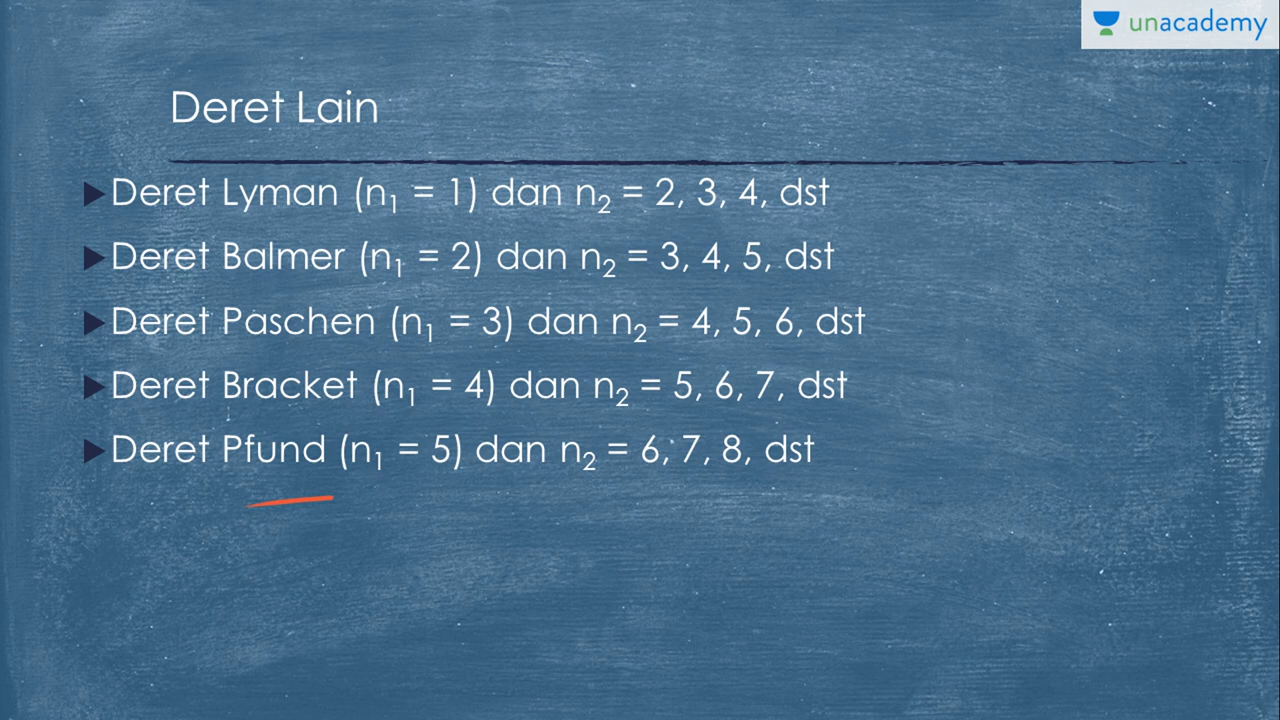 unacademy
Deret Lain
Deret Lyman (n₁ = 1) dan n₂ = 2, 3, 4, dst
Deret Balmer (n₁ = 2) dan n₂ = 3, 4, 5, dst
Deret Paschen (n₁ = 3) dan n₂ = 4, 5, 6, dst
Deret Bracket (n₁ = 4) dan n₂ = 5, 6, 7, dst
Deret Pfund (n₁ = 5) dan n₂ = 6, 7, 8, dst